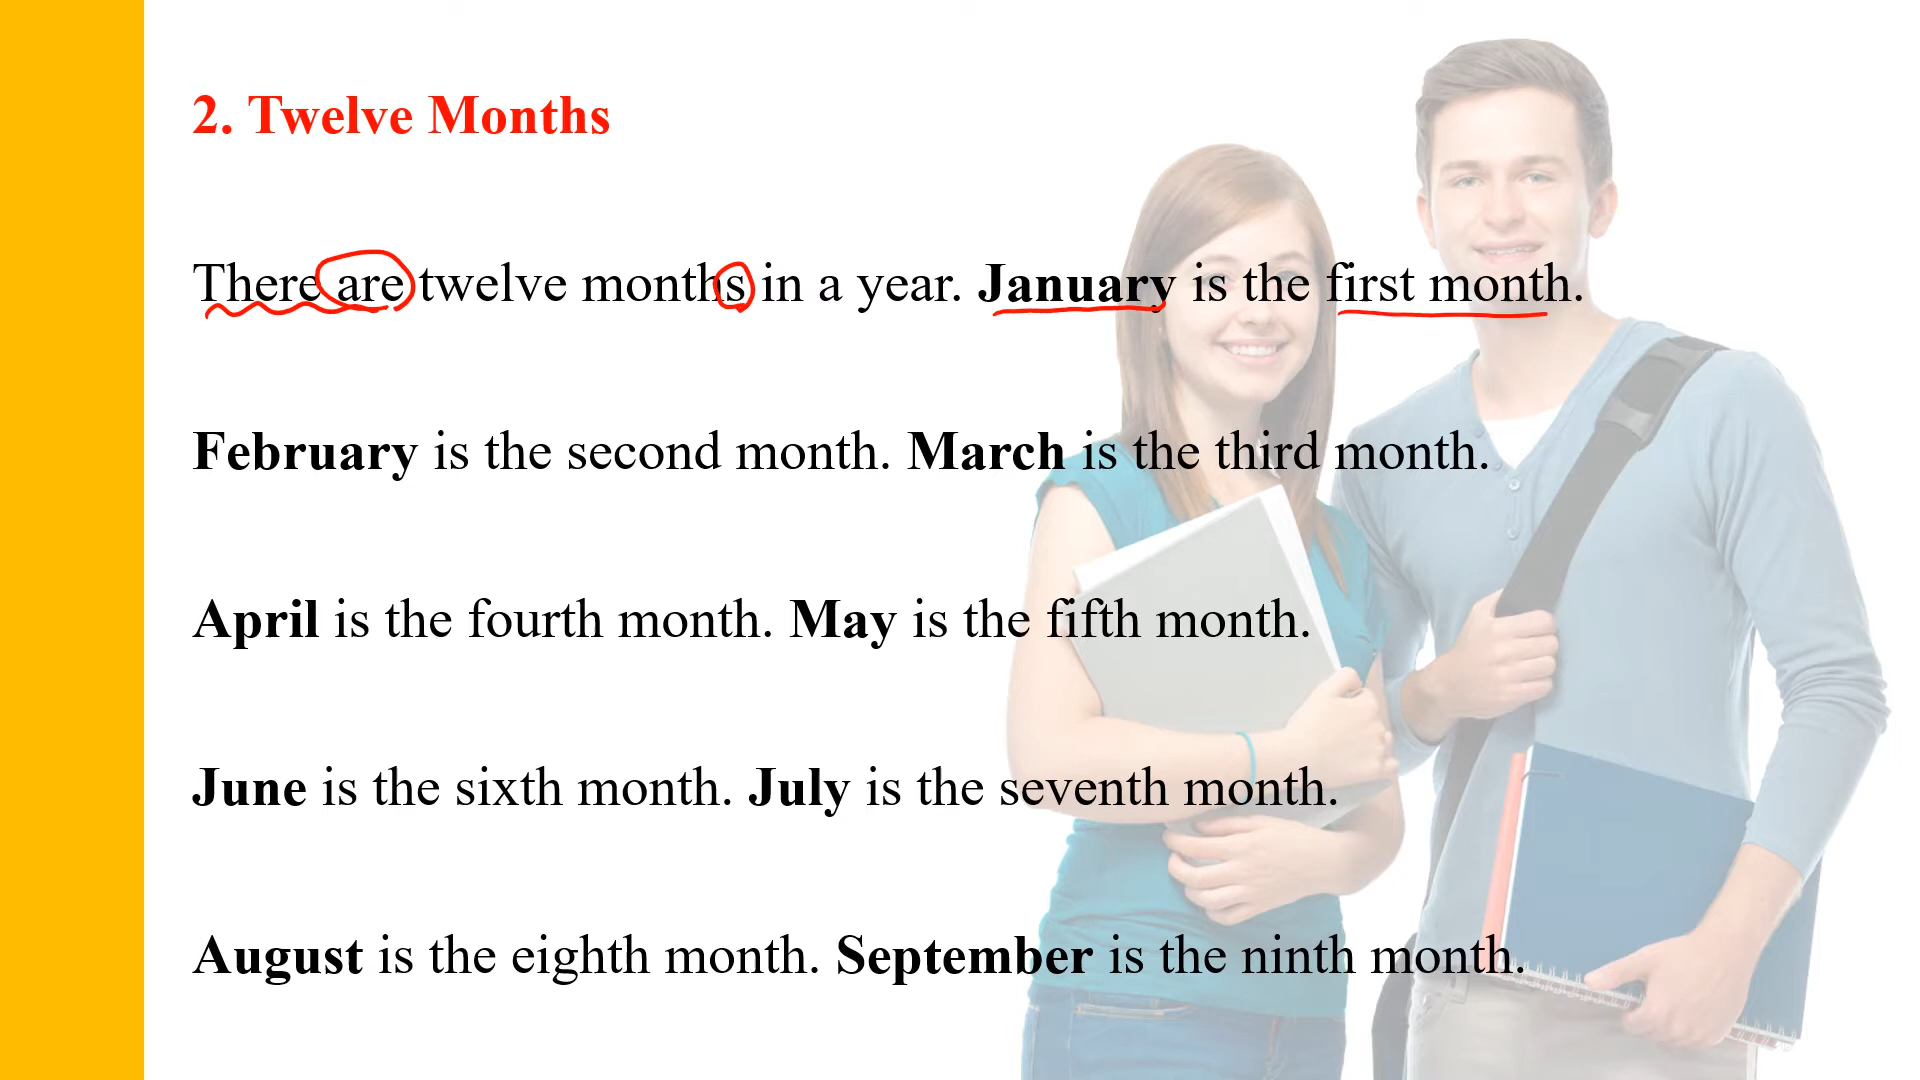 2. Twelve Months
There are twelve months in a year. January is the first month.
February is the second month. March is the third month.
April is the fourth month. May is the fifth month.
June is the sixth month. July is the seventh month.
August is the eighth month. September is the ninth month.